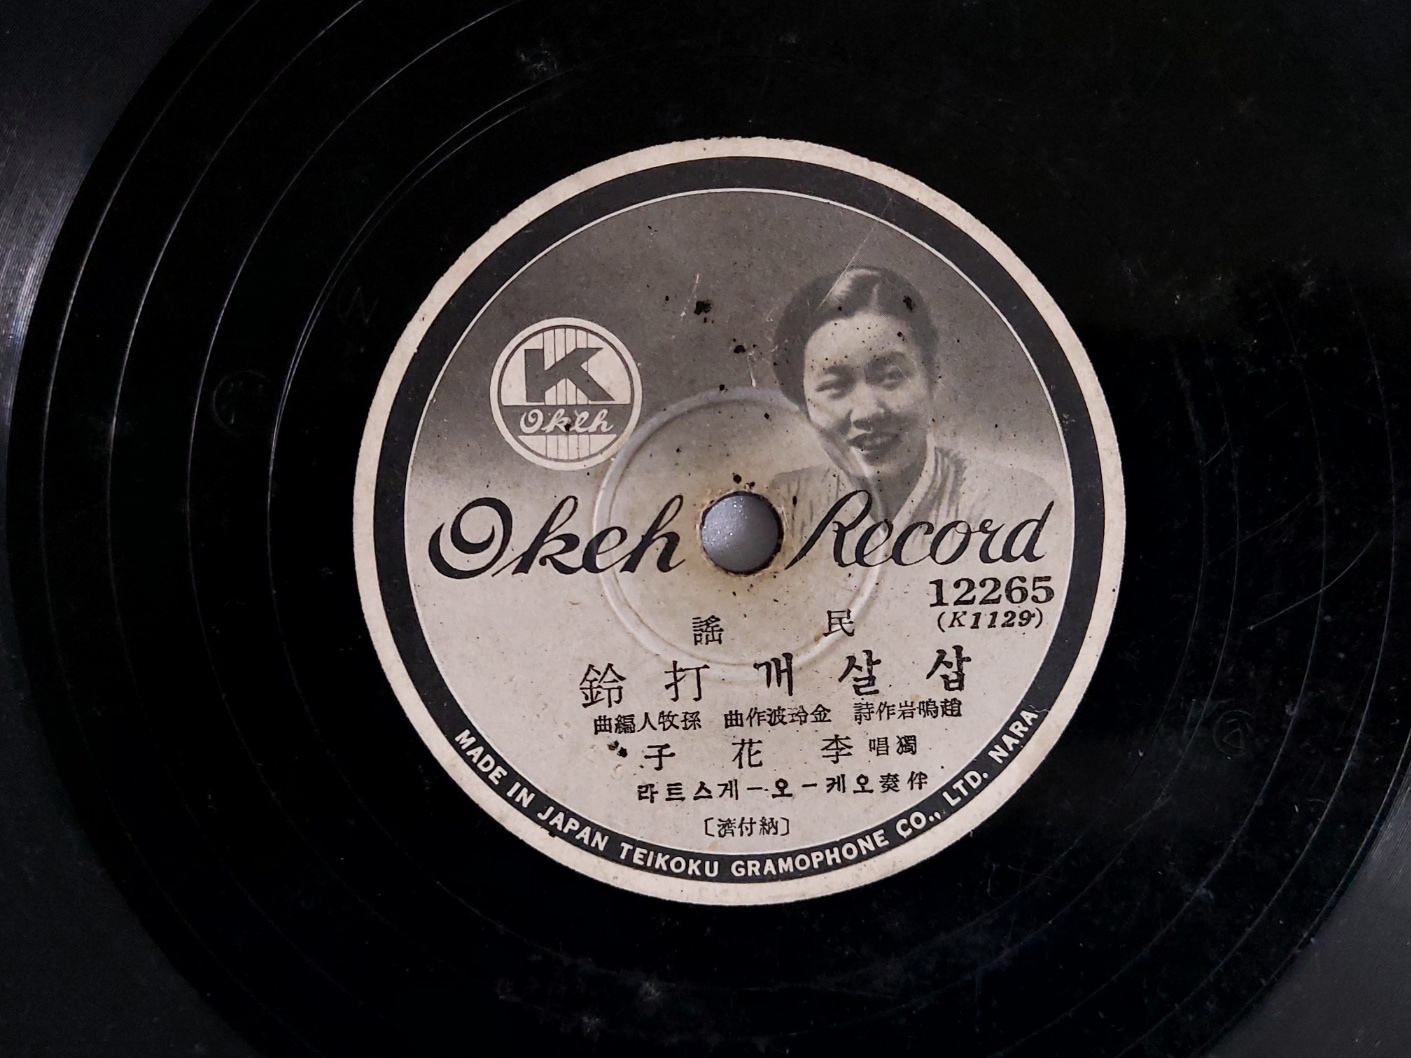 K
Okeh
Okeh Record
12265
(K1129)
民謠
삽살개打鈴
趙鳴岩作詩 金玲波作曲 孫牧人編曲
獨唱 李花子
伴奏오케ー오ー게스트라
〔納付濟〕
MADE IN JAPAN TEIKOKU GRAMOPHONE CO., LTD. NARA